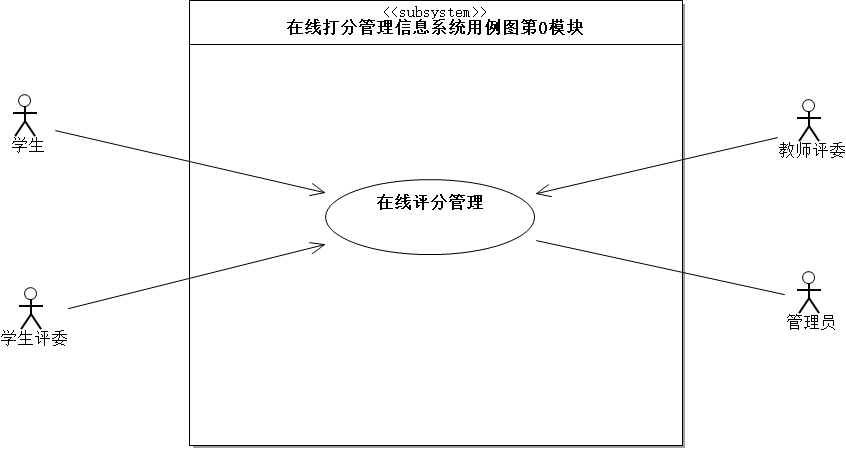 <<subsystem>>
在线打分管理信息系统用例图第0模块
学生
教师评委
在线评分管理
学生评委
管理员